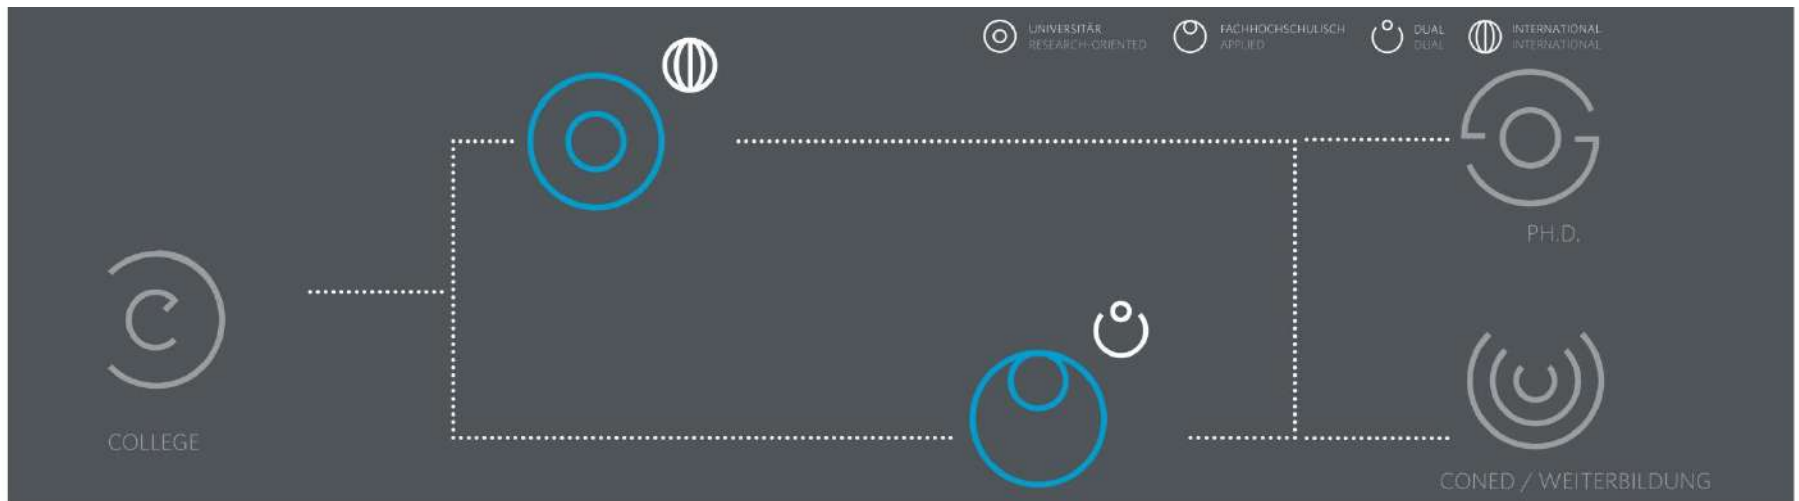 UNIVERSITÄR
RESEARCH-ORIENTED
FACHHOCHSCHULISCH
APPLIED
DUAL
DUAL
INTERNATIONAL
INTERNATIONAL
PH.D.
COLLEGE
CONED / WEITERBILDUNG